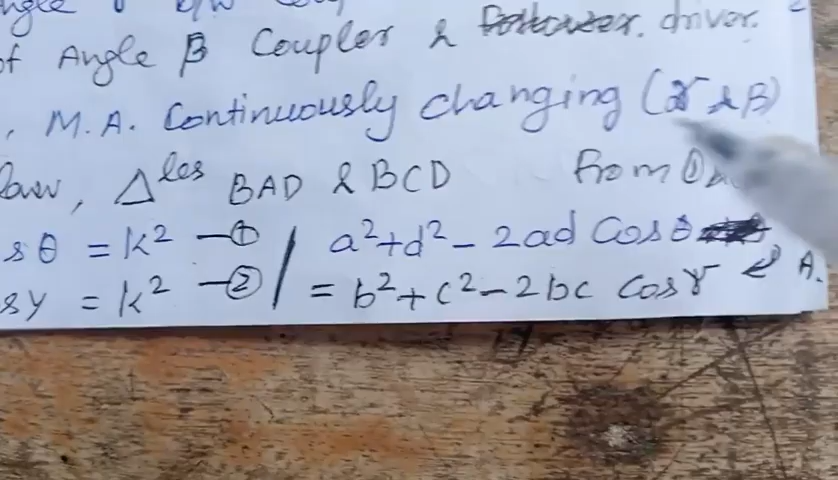 of Angle β Coupler & driver.
, M.A. Continuously changing (γ & β)
law, Δles BAD & BCD From ①
sθ = k² —① / a² + d² - 2ad Cosθ
sγ = k² —② / = b² + c² - 2bc Cosγ A.